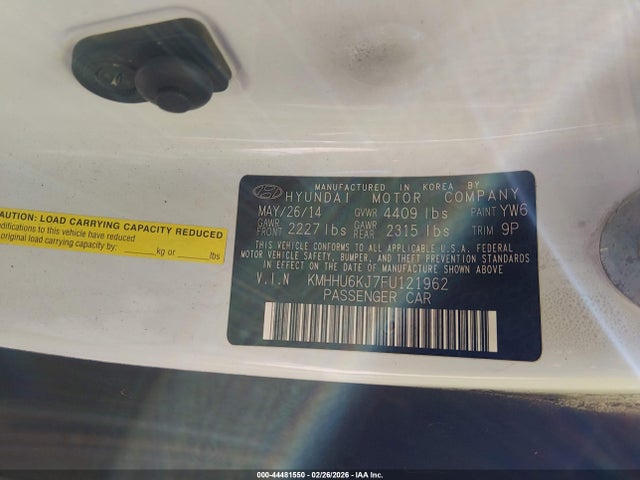 MANUFACTURED IN KOREA BY
HYUNDAI MOTOR COMPANY
MAY/26/14 GVWR 4409 lbs PAINT YW6
GAWR FRONT 2227 lbs GAWR REAR 2315 lbs TRIM 9P
THIS VEHICLE CONFORMS TO ALL APPLICABLE U.S.A. FEDERAL
MOTOR VEHICLE SAFETY, BUMPER, AND THEFT PREVENTION STANDARDS
IN EFFECT ON THE DATE OF MANUFACTURE SHOWN ABOVE
V.I.N KMHHU6KJ7FU121962
PASSENGER CAR
CAUTION: LOAD CARRYING CAPACITY REDUCED
difications to this vehicle have reduced
original load carrying capacity by
kg or lbs
000-44481550 02/26/2026 - IAA Inc.